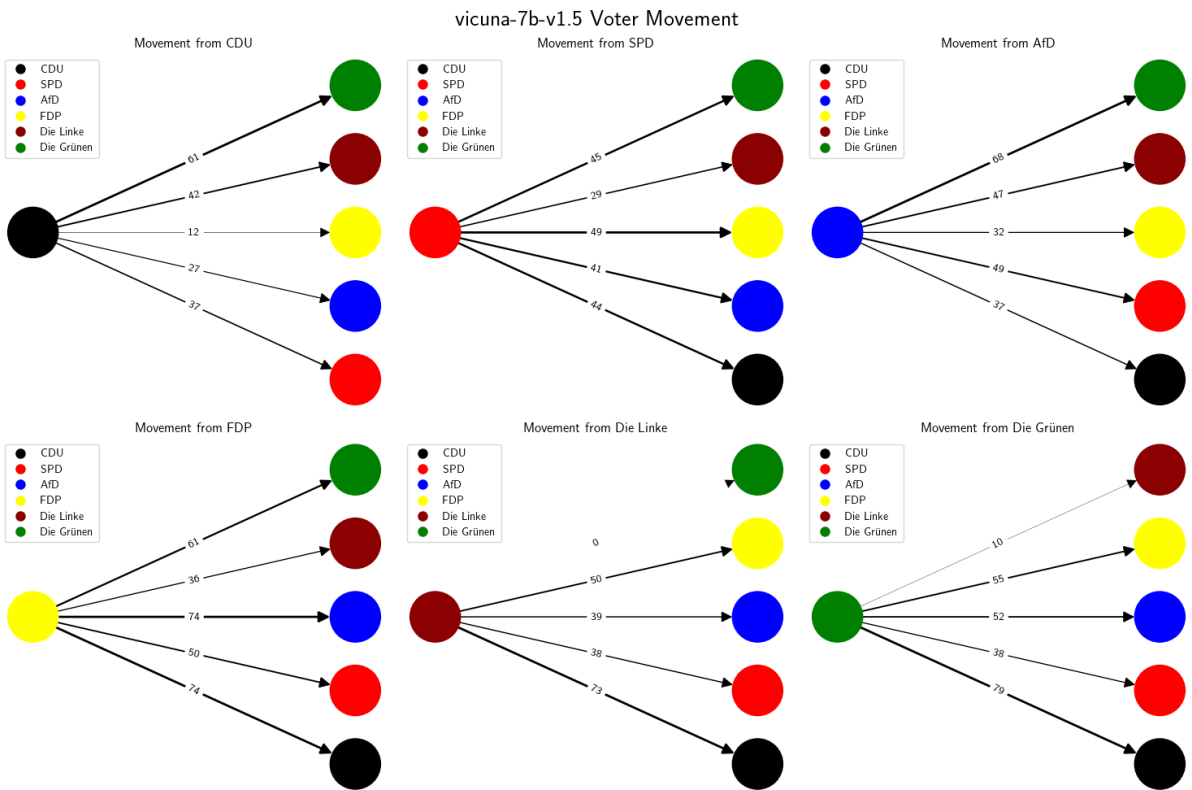 vicuna-7b-v1.5 Voter Movement
Movement from CDU
CDU
SPD
AfD
FDP
Die Linke
Die Grünen
61
42
12
27
37
Movement from SPD
CDU
SPD
AfD
FDP
Die Linke
Die Grünen
45
29
49
41
44
Movement from AfD
CDU
SPD
AfD
FDP
Die Linke
Die Grünen
68
47
32
49
37
Movement from FDP
CDU
SPD
AfD
FDP
Die Linke
Die Grünen
61
36
74
50
74
Movement from Die Linke
CDU
SPD
AfD
FDP
Die Linke
Die Grünen
0
50
39
38
73
Movement from Die Grünen
CDU
SPD
AfD
FDP
Die Linke
Die Grünen
10
55
52
38
79